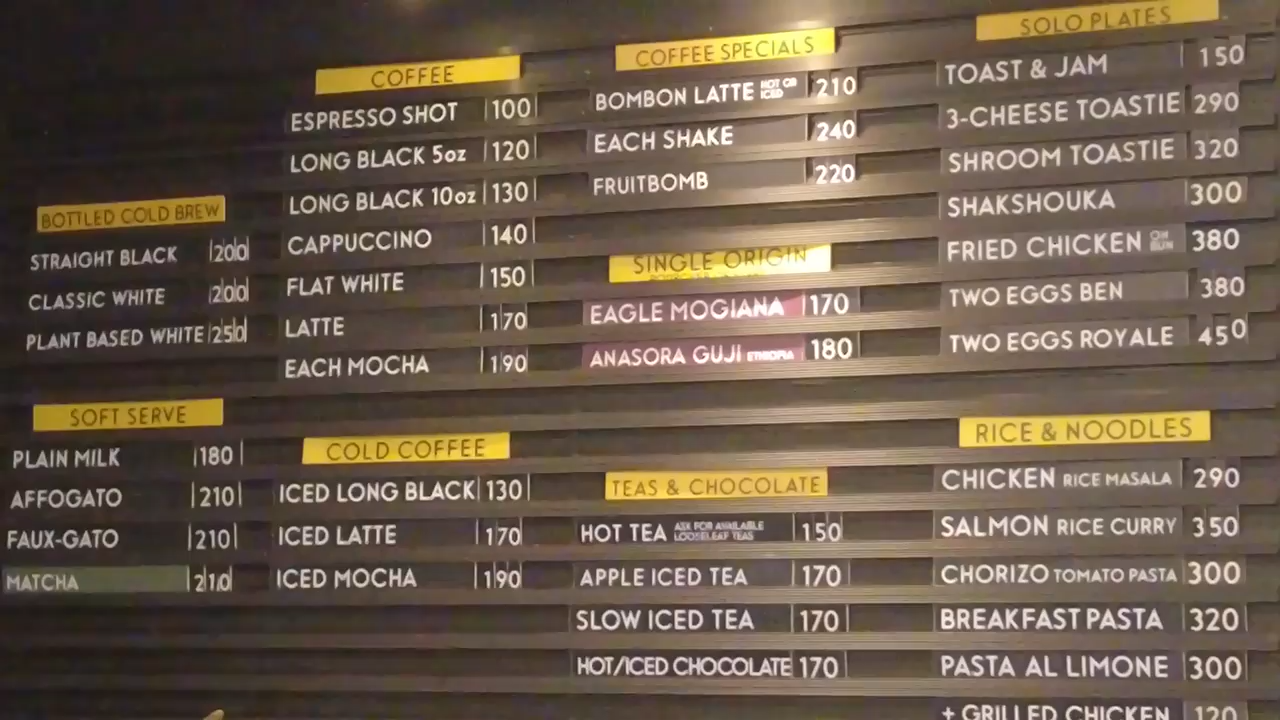 BOTTLED COLD BREW
STRAIGHT BLACK 200
CLASSIC WHITE 200
PLANT BASED WHITE 250
SOFT SERVE
PLAIN MILK 180
AFFOGATO 210
FAUX-GATO 210
MATCHA 210
COFFEE
ESPRESSO SHOT 100
LONG BLACK 5oz 120
LONG BLACK 10oz 130
CAPPUCCINO 140
FLAT WHITE 150
LATTE 170
EACH MOCHA 190
COLD COFFEE
ICED LONG BLACK 130
ICED LATTE 170
ICED MOCHA 190
COFFEE SPECIALS
BOMBON LATTE HOT OR ICED 210
EACH SHAKE 240
FRUITBOMB 220
SINGLE ORIGIN
EAGLE MOGIANA 170
ANASORA GUJI ETHIOPIA 180
TEAS & CHOCOLATE
HOT TEA ASK FOR AVAILABLE LOOSELEAF TEAS 150
APPLE ICED TEA 170
SLOW ICED TEA 170
HOT/ICED CHOCOLATE 170
SOLO PLATES
TOAST & JAM 150
3-CHEESE TOASTIE 290
SHROOM TOASTIE 320
SHAKSHOUKA 300
FRIED CHICKEN ON BUN 380
TWO EGGS BEN 380
TWO EGGS ROYALE 450
RICE & NOODLES
CHICKEN RICE MASALA 290
SALMON RICE CURRY 350
CHORIZO TOMATO PASTA 300
BREAKFAST PASTA 320
PASTA AL LIMONE 300
+ GRILLED CHICKEN 120